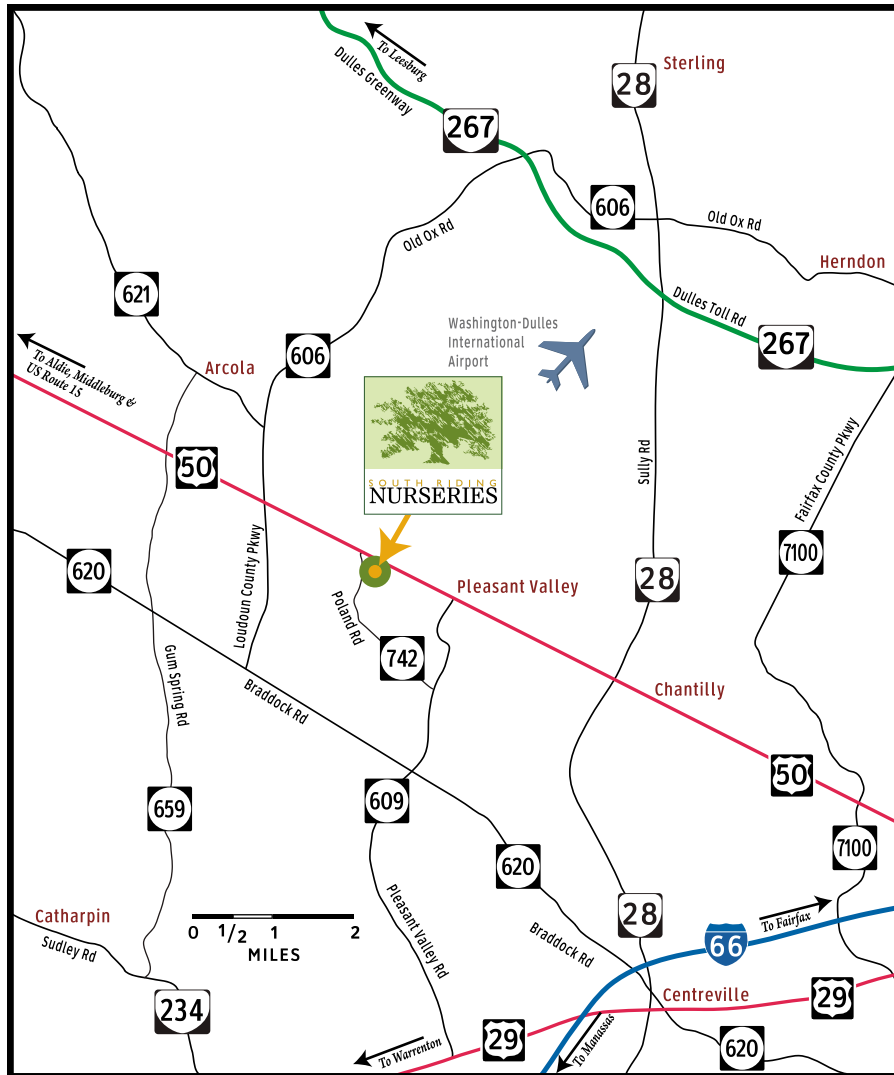 To Leesburg
Dulles Greenway
267
28
Sterling
606
Old Ox Rd
Old Ox Rd
Herndon
621
Dulles Toll Rd
267
Washington-Dulles
International
Airport
606
To Aldie, Middleburg &
US Route 15
Arcola
50
SOUTH RIDING
NURSERIES
Sully Rd
Fairfax County Pkwy
7100
620
Loudoun County Pkwy
28
Pleasant Valley
Poland Rd
742
Gum Spring Rd
Braddock Rd
Chantilly
50
659
609
620
7100
Catharpin
Sudley Rd
0 1/2 1 2
MILES
Pleasant Valley Rd
Braddock Rd
28
66
To Fairfax
234
Centreville
29
29
To Warrenton
To Manassas
620